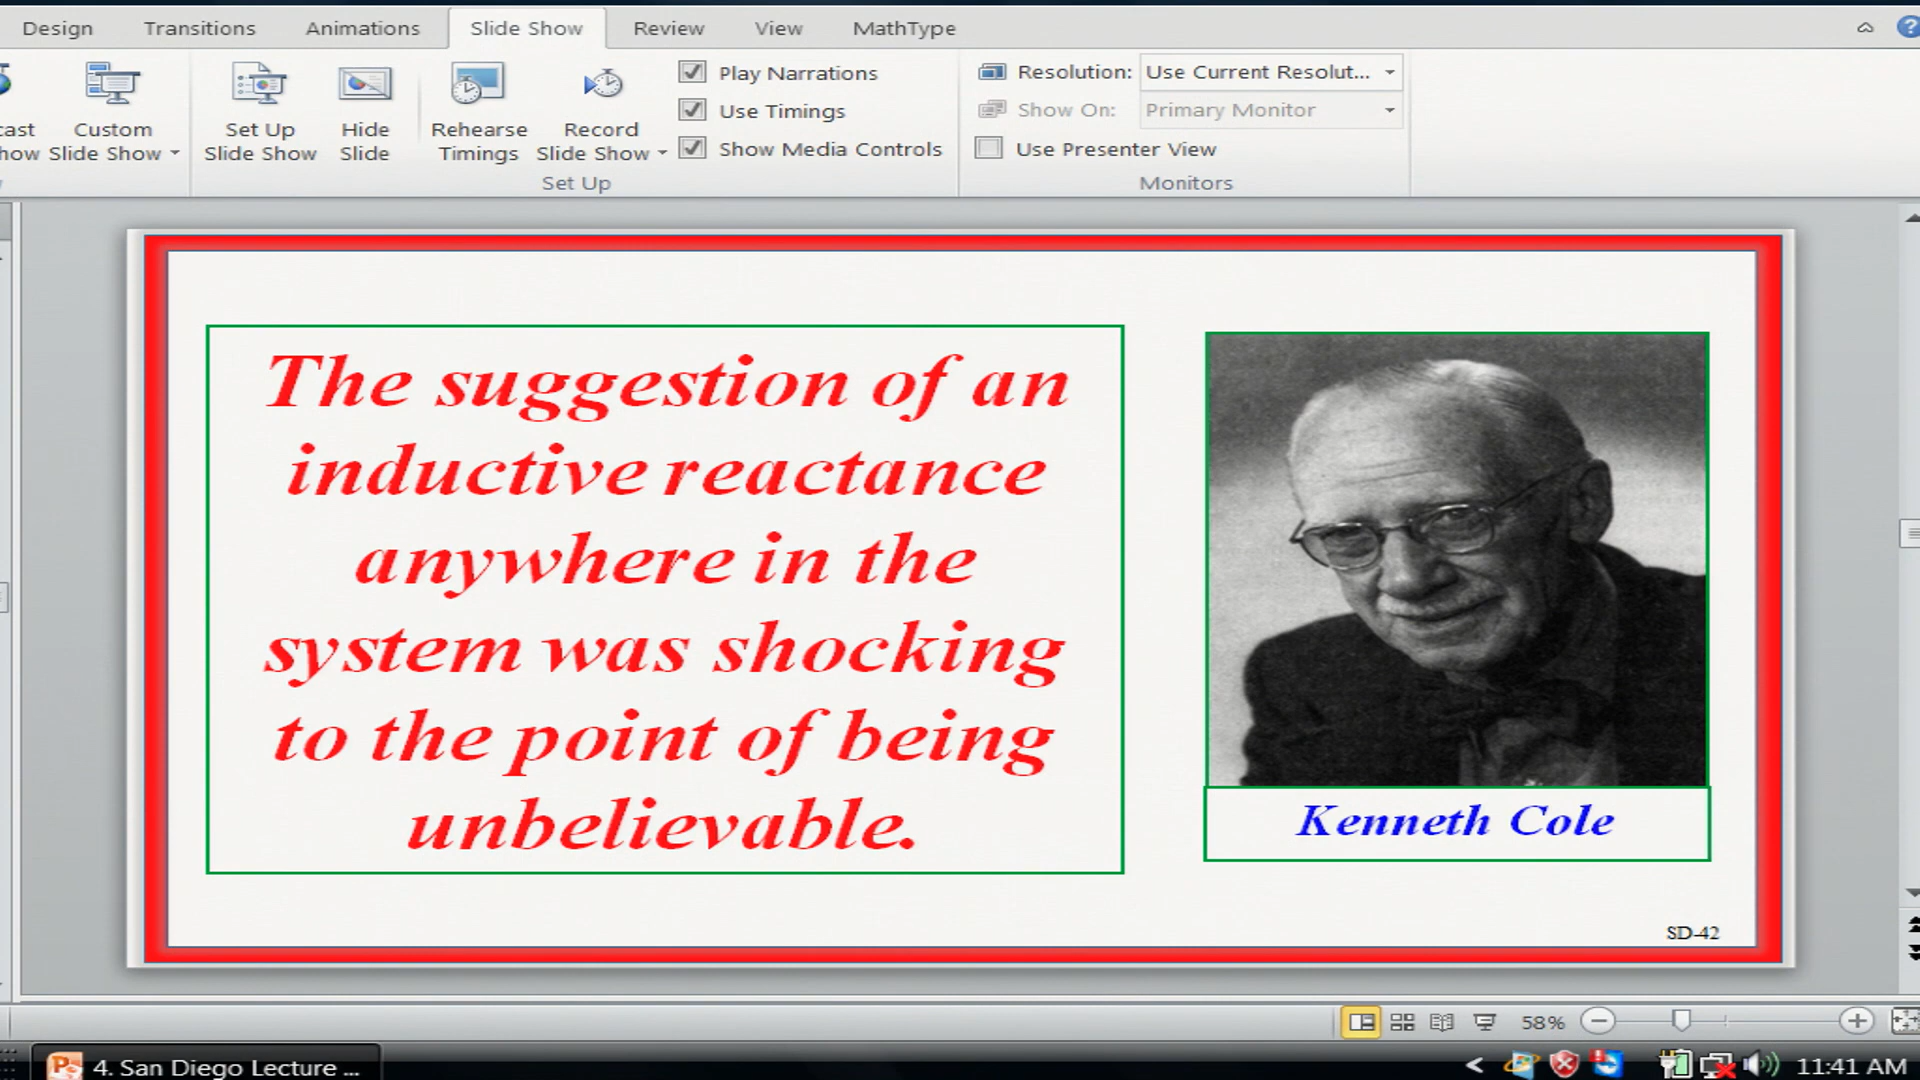 Design Transitions Animations Slide Show Review View MathType
Custom Slide Show
Set Up Slide Show
Hide Slide
Rehearse Timings
Record Slide Show
Play Narrations
Use Timings
Show Media Controls
Set Up
Resolution: Use Current Resolut...
Show On: Primary Monitor
Use Presenter View
Monitors
The suggestion of an
inductive reactance
anywhere in the
system was shocking
to the point of being
unbelievable.
Kenneth Cole
SD-42
58%
4. San Diego Lecture ...
11:41 AM